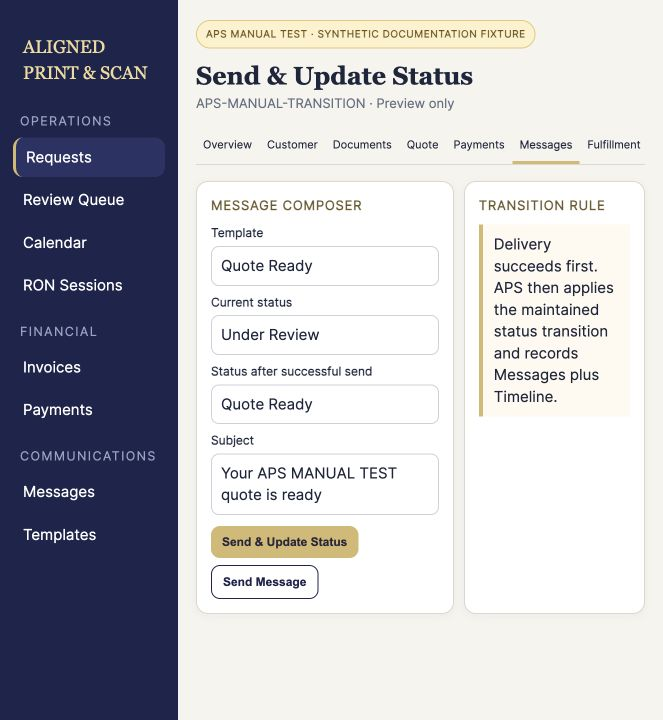 ALIGNED
PRINT & SCAN
OPERATIONS
Requests
Review Queue
Calendar
RON Sessions
FINANCIAL
Invoices
Payments
COMMUNICATIONS
Messages
Templates
APS MANUAL TEST · SYNTHETIC DOCUMENTATION FIXTURE
Send & Update Status
APS-MANUAL-TRANSITION · Preview only
Overview Customer Documents Quote Payments Messages Fulfillment
MESSAGE COMPOSER
Template
Quote Ready
Current status
Under Review
Status after successful send
Quote Ready
Subject
Your APS MANUAL TEST
quote is ready
Send & Update Status
Send Message
TRANSITION RULE
Delivery
succeeds first.
APS then applies
the maintained
status transition
and records
Messages plus
Timeline.